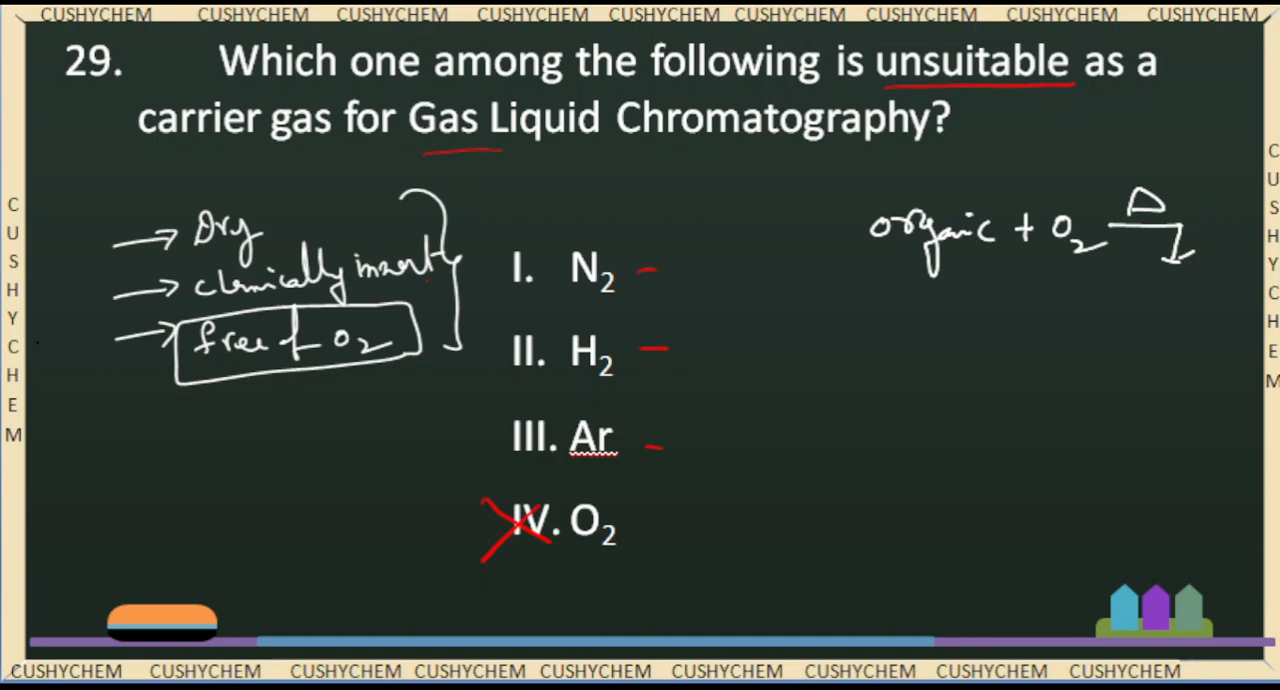 CUSHYCHEM CUSHYCHEM CUSHYCHEM CUSHYCHEM CUSHYCHEM CUSHYCHEM CUSHYCHEM CUSHYCHEM CUSHYCHEM
29. Which one among the following is unsuitable as a
carrier gas for Gas Liquid Chromatography?
→ Dry
→ chemically inert
→ free of O2
organic + O2 Δ
I. N2
II. H2
III. Ar
IV. O2
CUSHYCHEM
CUSHYCHEM
CUSHYCHEM CUSHYCHEM CUSHYCHEM CUSHYCHEM CUSHYCHEM CUSHYCHEM CUSHYCHEM CUSHYCHEM CUSHYCHEM